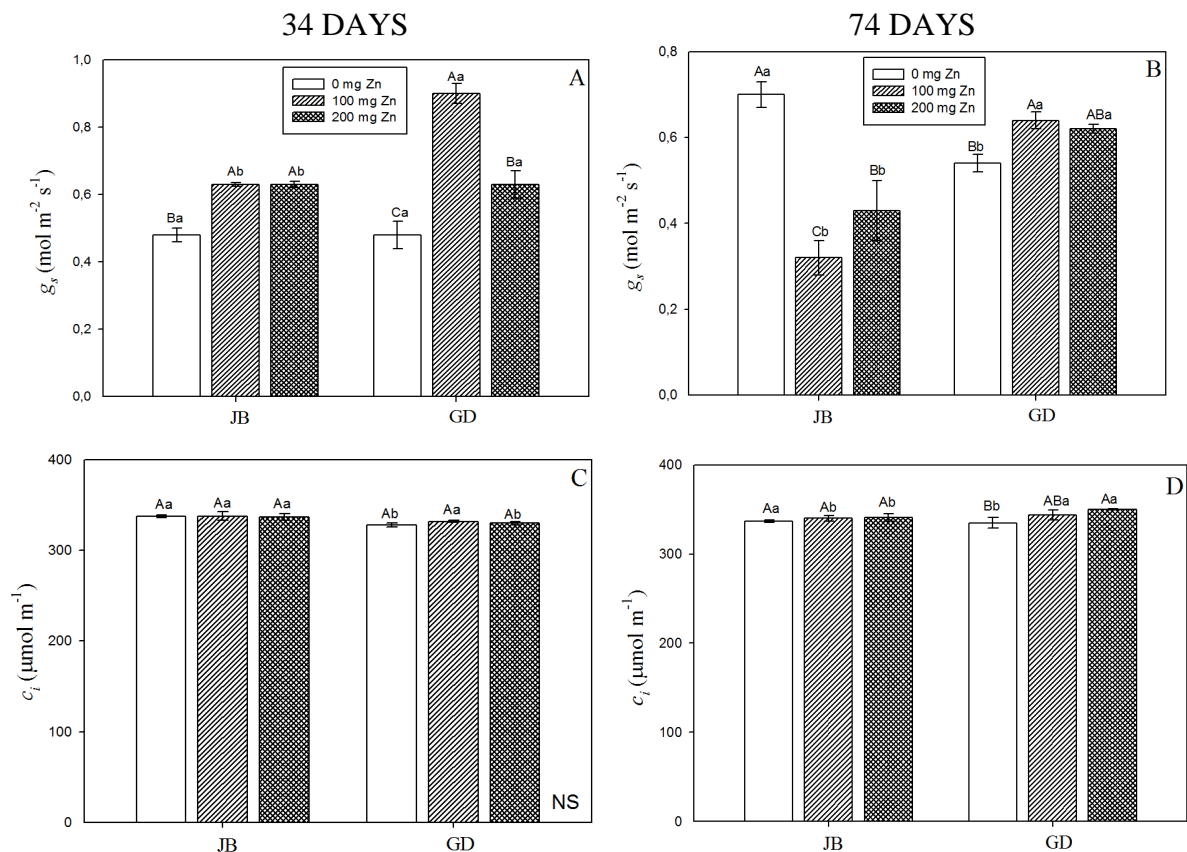 34 DAYS
74 DAYS
A
0 mg Zn
100 mg Zn
200 mg Zn
1,0
0,8
0,6
0,4
0,2
0,0
g_s (mol m⁻² s⁻¹)
Ba
Ab
Ab
Ca
Aa
Ba
JB
GD
B
0 mg Zn
100 mg Zn
200 mg Zn
0,8
0,6
0,4
0,2
0,0
g_s (mol m⁻² s⁻¹)
Aa
Cb
Bb
Bb
Aa
ABa
JB
GD
C
400
300
200
100
0
c_i (µmol m⁻¹)
Aa
Aa
Aa
Ab
Aa
Ab
NS
JB
GD
D
400
300
200
100
0
c_i (µmol m⁻¹)
Aa
Ab
Ab
Bb
ABa
Aa
JB
GD